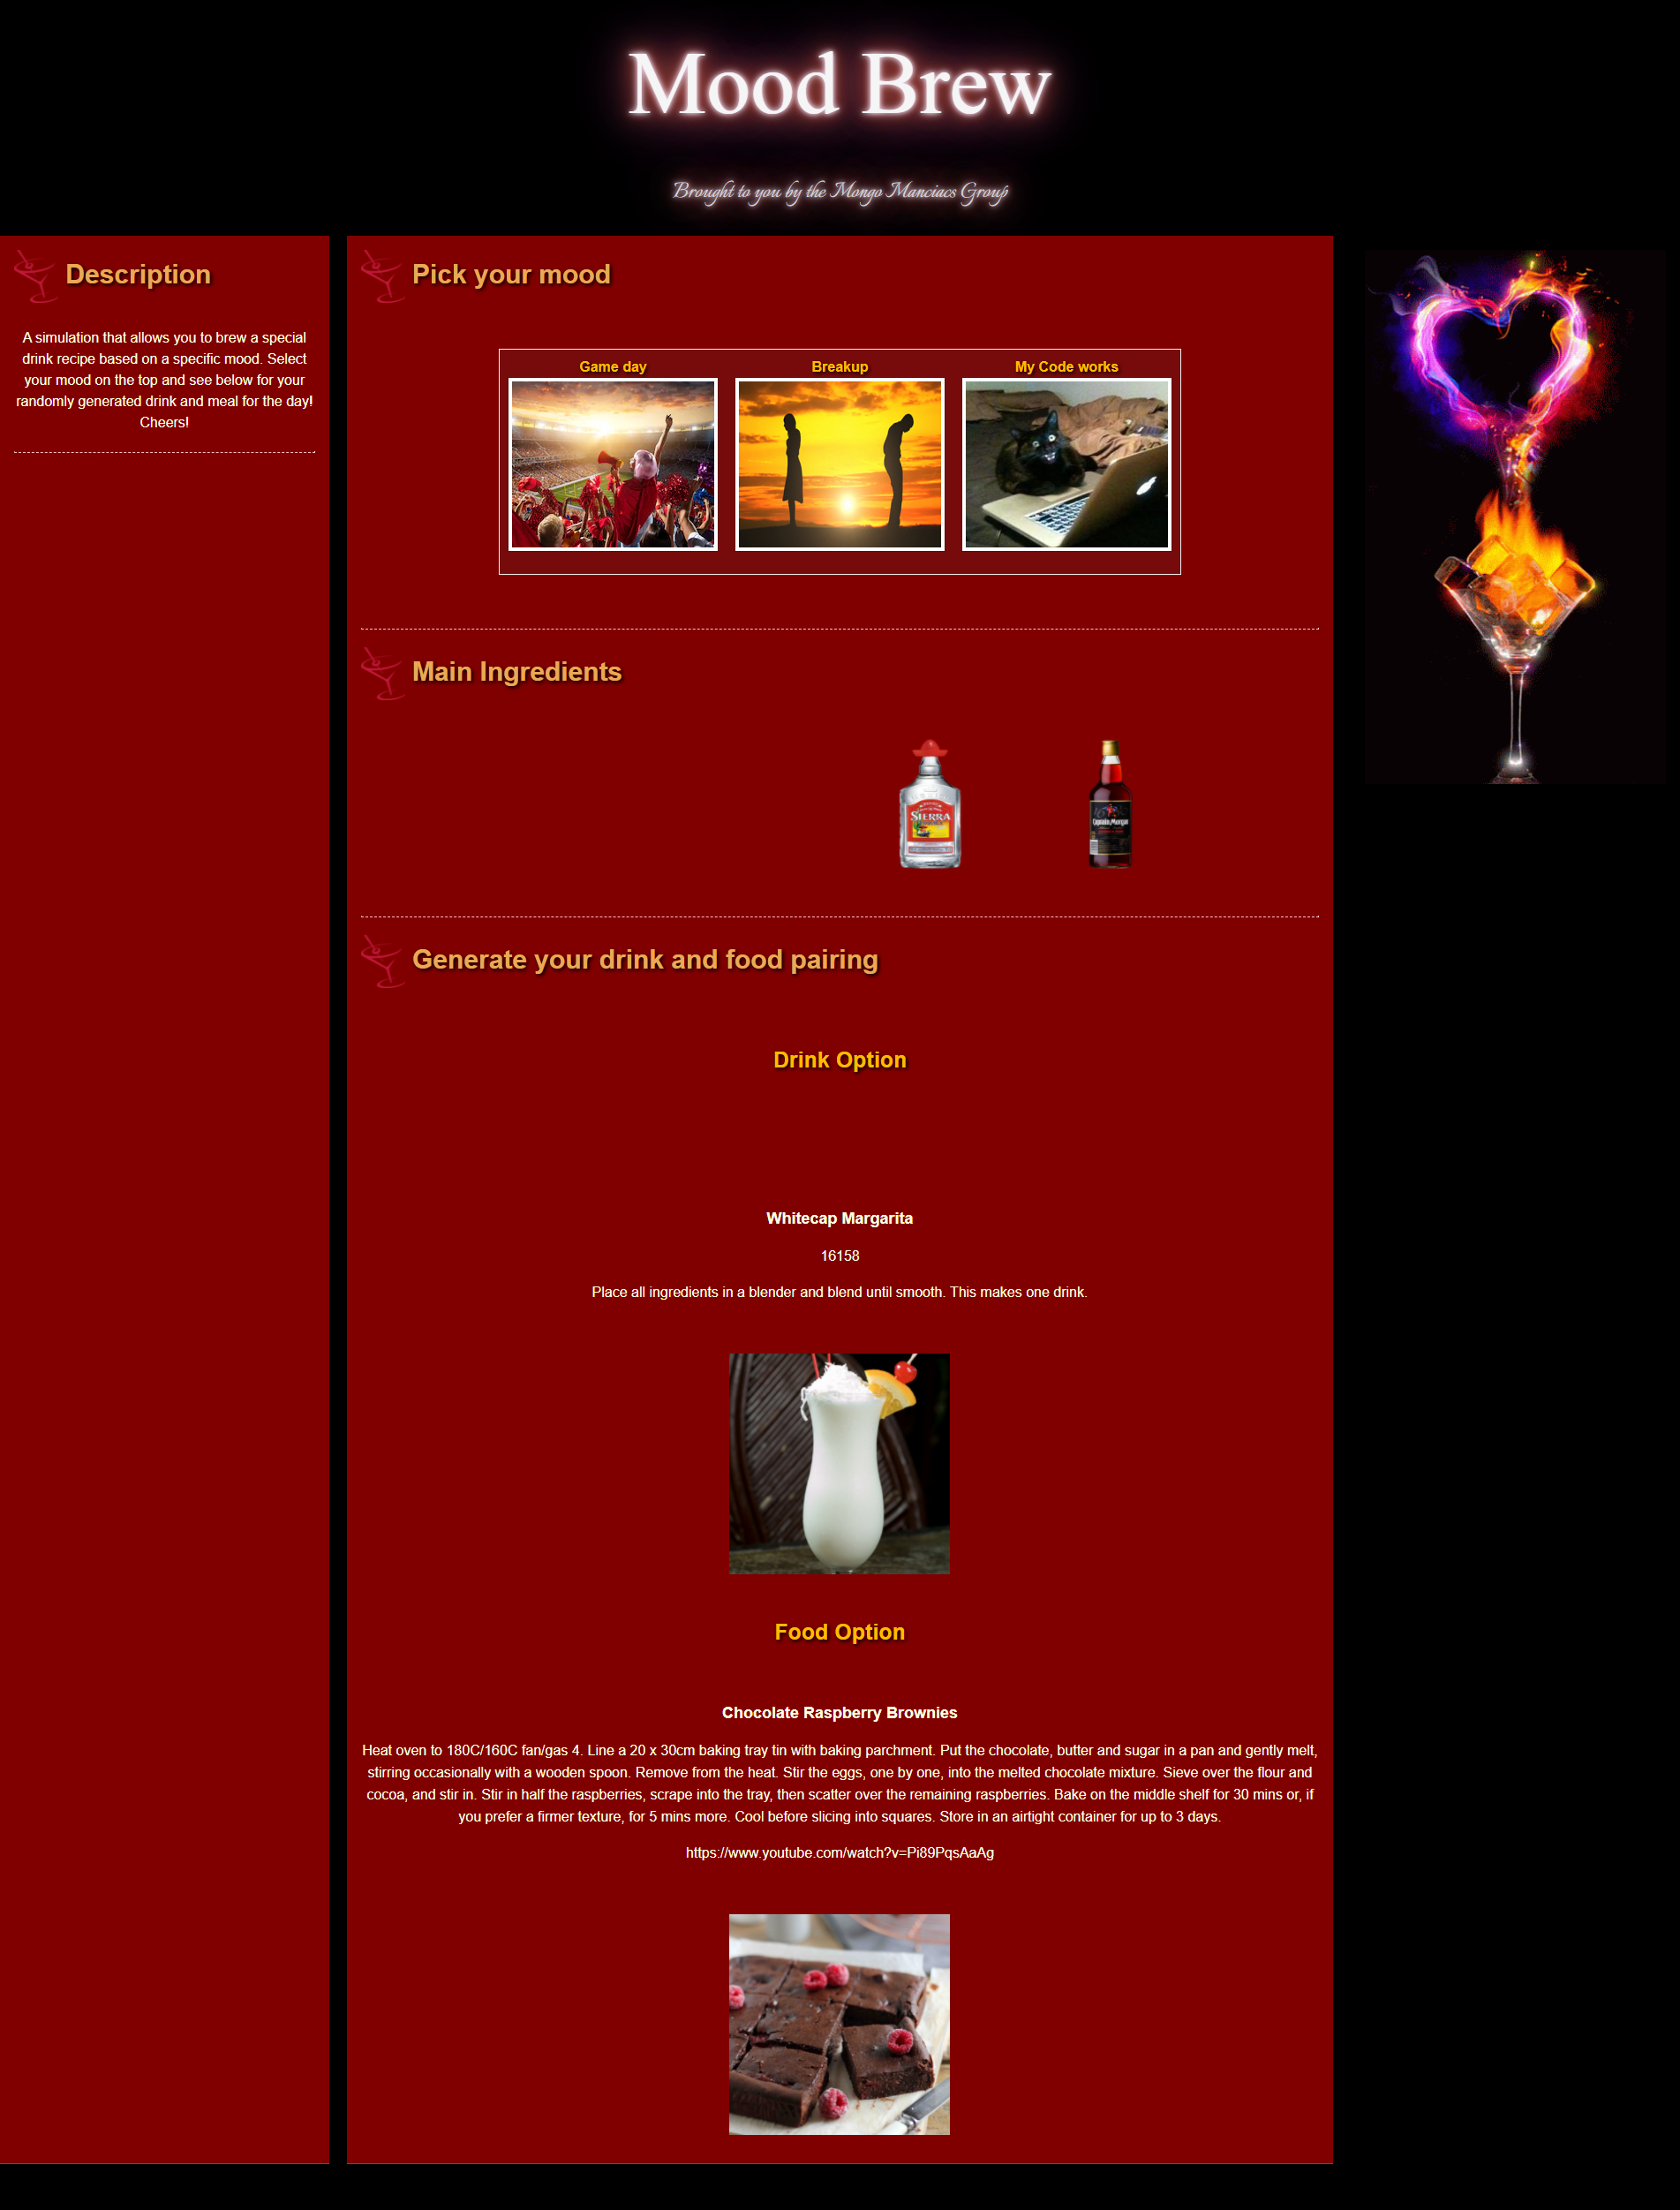 Mood Brew
Brought to you by the Mongo Manciacs Group
Description
A simulation that allows you to brew a special
drink recipe based on a specific mood. Select
your mood on the top and see below for your
randomly generated drink and meal for the day!
Cheers!
Pick your mood
Game day
Breakup
My Code works
Main Ingredients
SIERRA
Captain Morgan
Generate your drink and food pairing
Drink Option
Whitecap Margarita
16158
Place all ingredients in a blender and blend until smooth. This makes one drink.
Food Option
Chocolate Raspberry Brownies
Heat oven to 180C/160C fan/gas 4. Line a 20 x 30cm baking tray tin with baking parchment. Put the chocolate, butter and sugar in a pan and gently melt,
stirring occasionally with a wooden spoon. Remove from the heat. Stir the eggs, one by one, into the melted chocolate mixture. Sieve over the flour and
cocoa, and stir in. Stir in half the raspberries, scrape into the tray, then scatter over the remaining raspberries. Bake on the middle shelf for 30 mins or, if
you prefer a firmer texture, for 5 mins more. Cool before slicing into squares. Store in an airtight container for up to 3 days.
https://www.youtube.com/watch?v=Pi89PqsAaAg